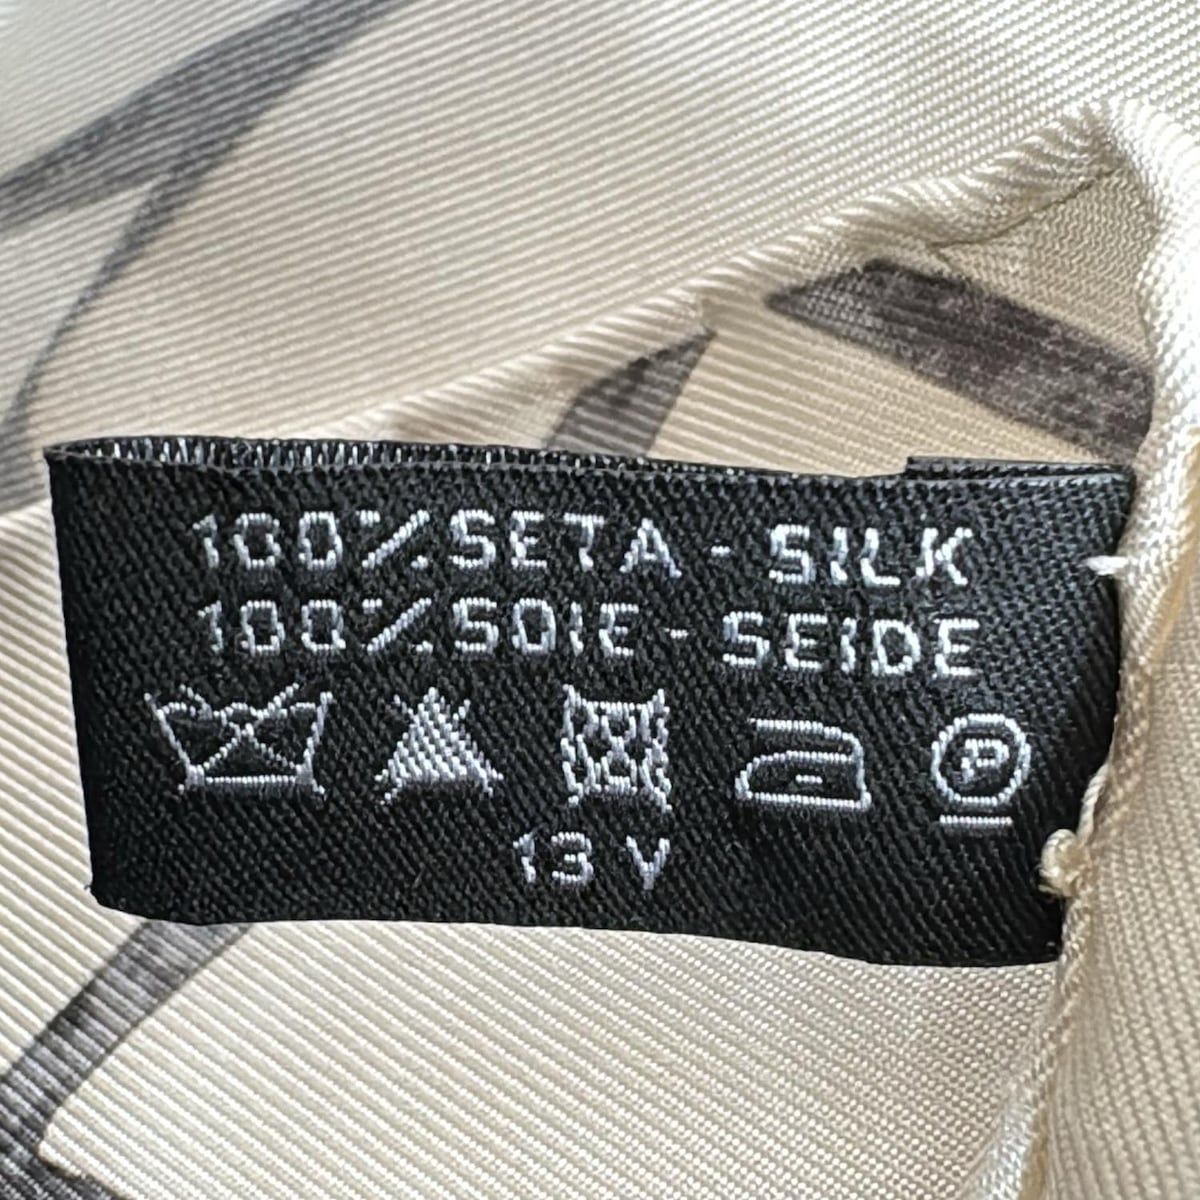 100% SETA - SILK
100% SOIE - SEIDE
P
13 Y